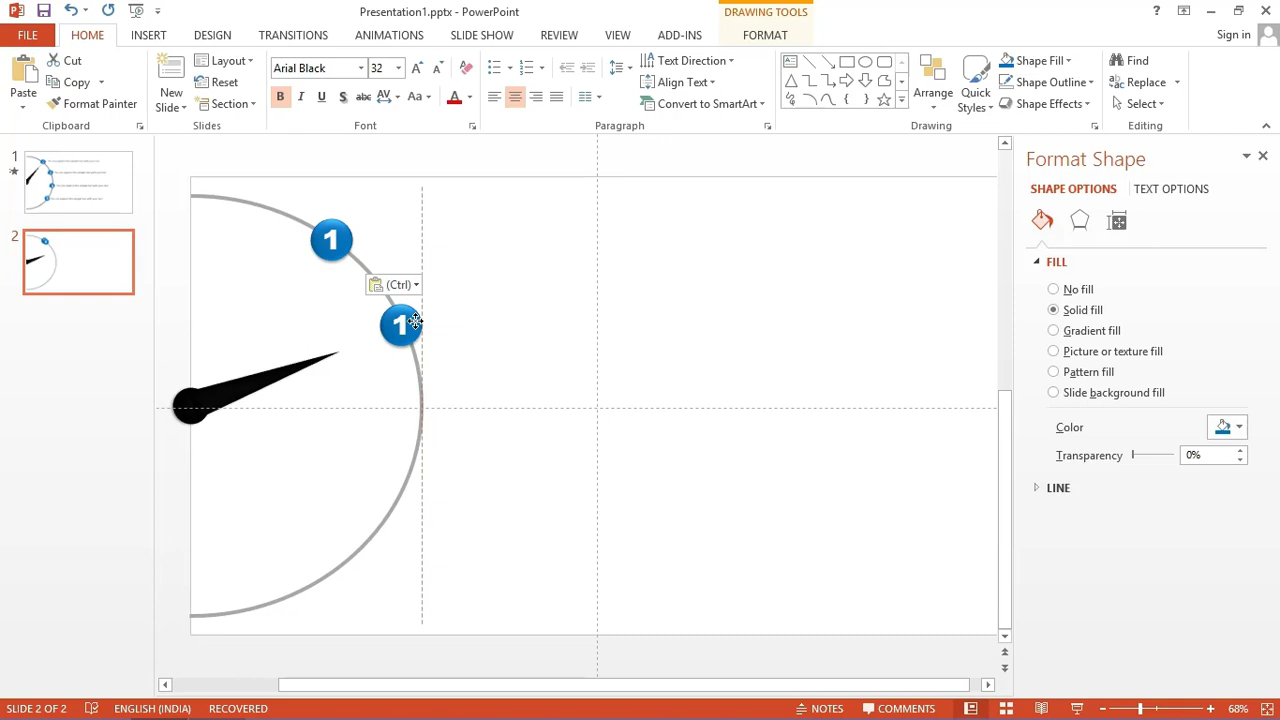 Presentation1.pptx - PowerPoint
DRAWING TOOLS
?
Sign in
FILE
HOME
INSERT
DESIGN
TRANSITIONS
ANIMATIONS
SLIDE SHOW
REVIEW
VIEW
ADD-INS
FORMAT
Paste
Cut
Copy
Format Painter
Clipboard
New
Slide
Layout
Reset
Section
Slides
Arial Black
32
B I U S abc AV Aa A
Font
Text Direction
Align Text
Convert to SmartArt
Paragraph
Arrange
Quick
Styles
Shape Fill
Shape Outline
Shape Effects
Drawing
Find
Replace
Select
Editing
1
2
1
(Ctrl)
1
Format Shape
SHAPE OPTIONS
TEXT OPTIONS
FILL
No fill
Solid fill
Gradient fill
Picture or texture fill
Pattern fill
Slide background fill
Color
Transparency
0%
LINE
SLIDE 2 OF 2
ENGLISH (INDIA)
RECOVERED
NOTES
COMMENTS
68%